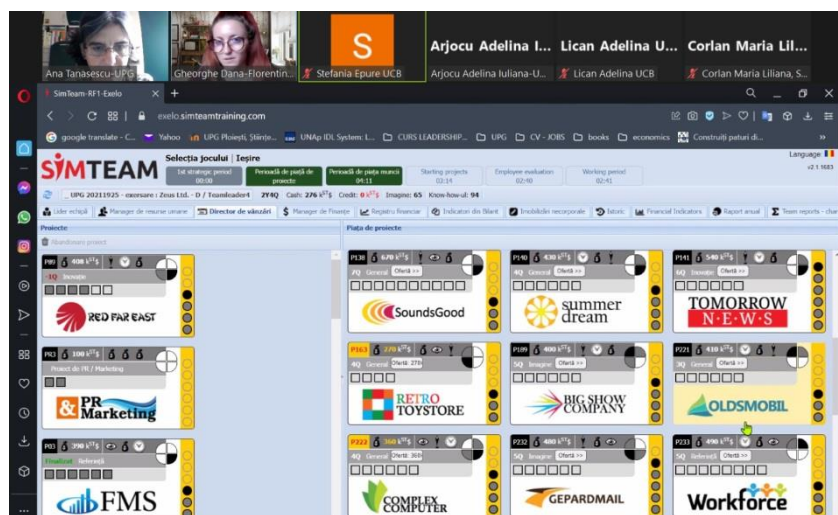 S
Arjocu Adelina I... Lican Adelina U... Corlan Maria Lil...
Ana Tanasescu-UPG Gheorghe Dana-Florentin... Stefania Epure UCB Arjocu Adelina Iuliana-U... Lican Adelina UCB Corlan Maria Liliana, S...
SimTeam-RF1-Exelo
exelo.simteamtraining.com
google translate - C... Yahoo UPG Ploiești, Științe... UNAp IDL System: L... CURS LEADERSHIP... UPG CV - JOBS books economics Construiți paturi di...
SIMTEAM
Selecția jocului | Ieșire
Language
v2.1.1683
1st strategic period 00:00
Perioadă de piață de proiecte
Perioadă de piață muncii 04:11
Starting projects 03:14
Employee evaluation 02:40
Working period 02:41
UPG 20211925 - exersare : Zeus Ltd. - D / Teamleader4 2Y4Q Cash: 276 k Credit: 0 k Imagine: 65 Know-how-ul: 94
Lider echipă Manager de resurse umane Director de vânzări Manager de Finanțe Registru financiar Indicatori din Bilanț Imobilizări necorporale Istoric Financial Indicators Raport anual Team reports - char
Proiecte
Abandonare proiect
P89 408
-1Q Inovație
RED FAR EAST
PR3 100
Proiect de PR / Marketing
& PR Marketing
P03 390
Finalizat Referință
FMS
Piața de proiecte
P138 670
7Q General Ofertă >>
SoundsGood
P140 430
4Q General Ofertă >>
summer dream
P141 540
6Q Imagine Ofertă >>
TOMORROW NEWS
P163 270
4Q General Ofertă: 270
RETRO TOYSTORE
P189 400
5Q Imagine Ofertă >>
BIG SHOW COMPANY
P221 410
3Q General Ofertă >>
OLDSMOBIL
P222 360
4Q General Ofertă: 360
COMPLEX COMPUTER
P232 480
5Q Imagine Ofertă >>
GEPARDMAIL
P233 490
5Q Referință Ofertă >>
Workforce